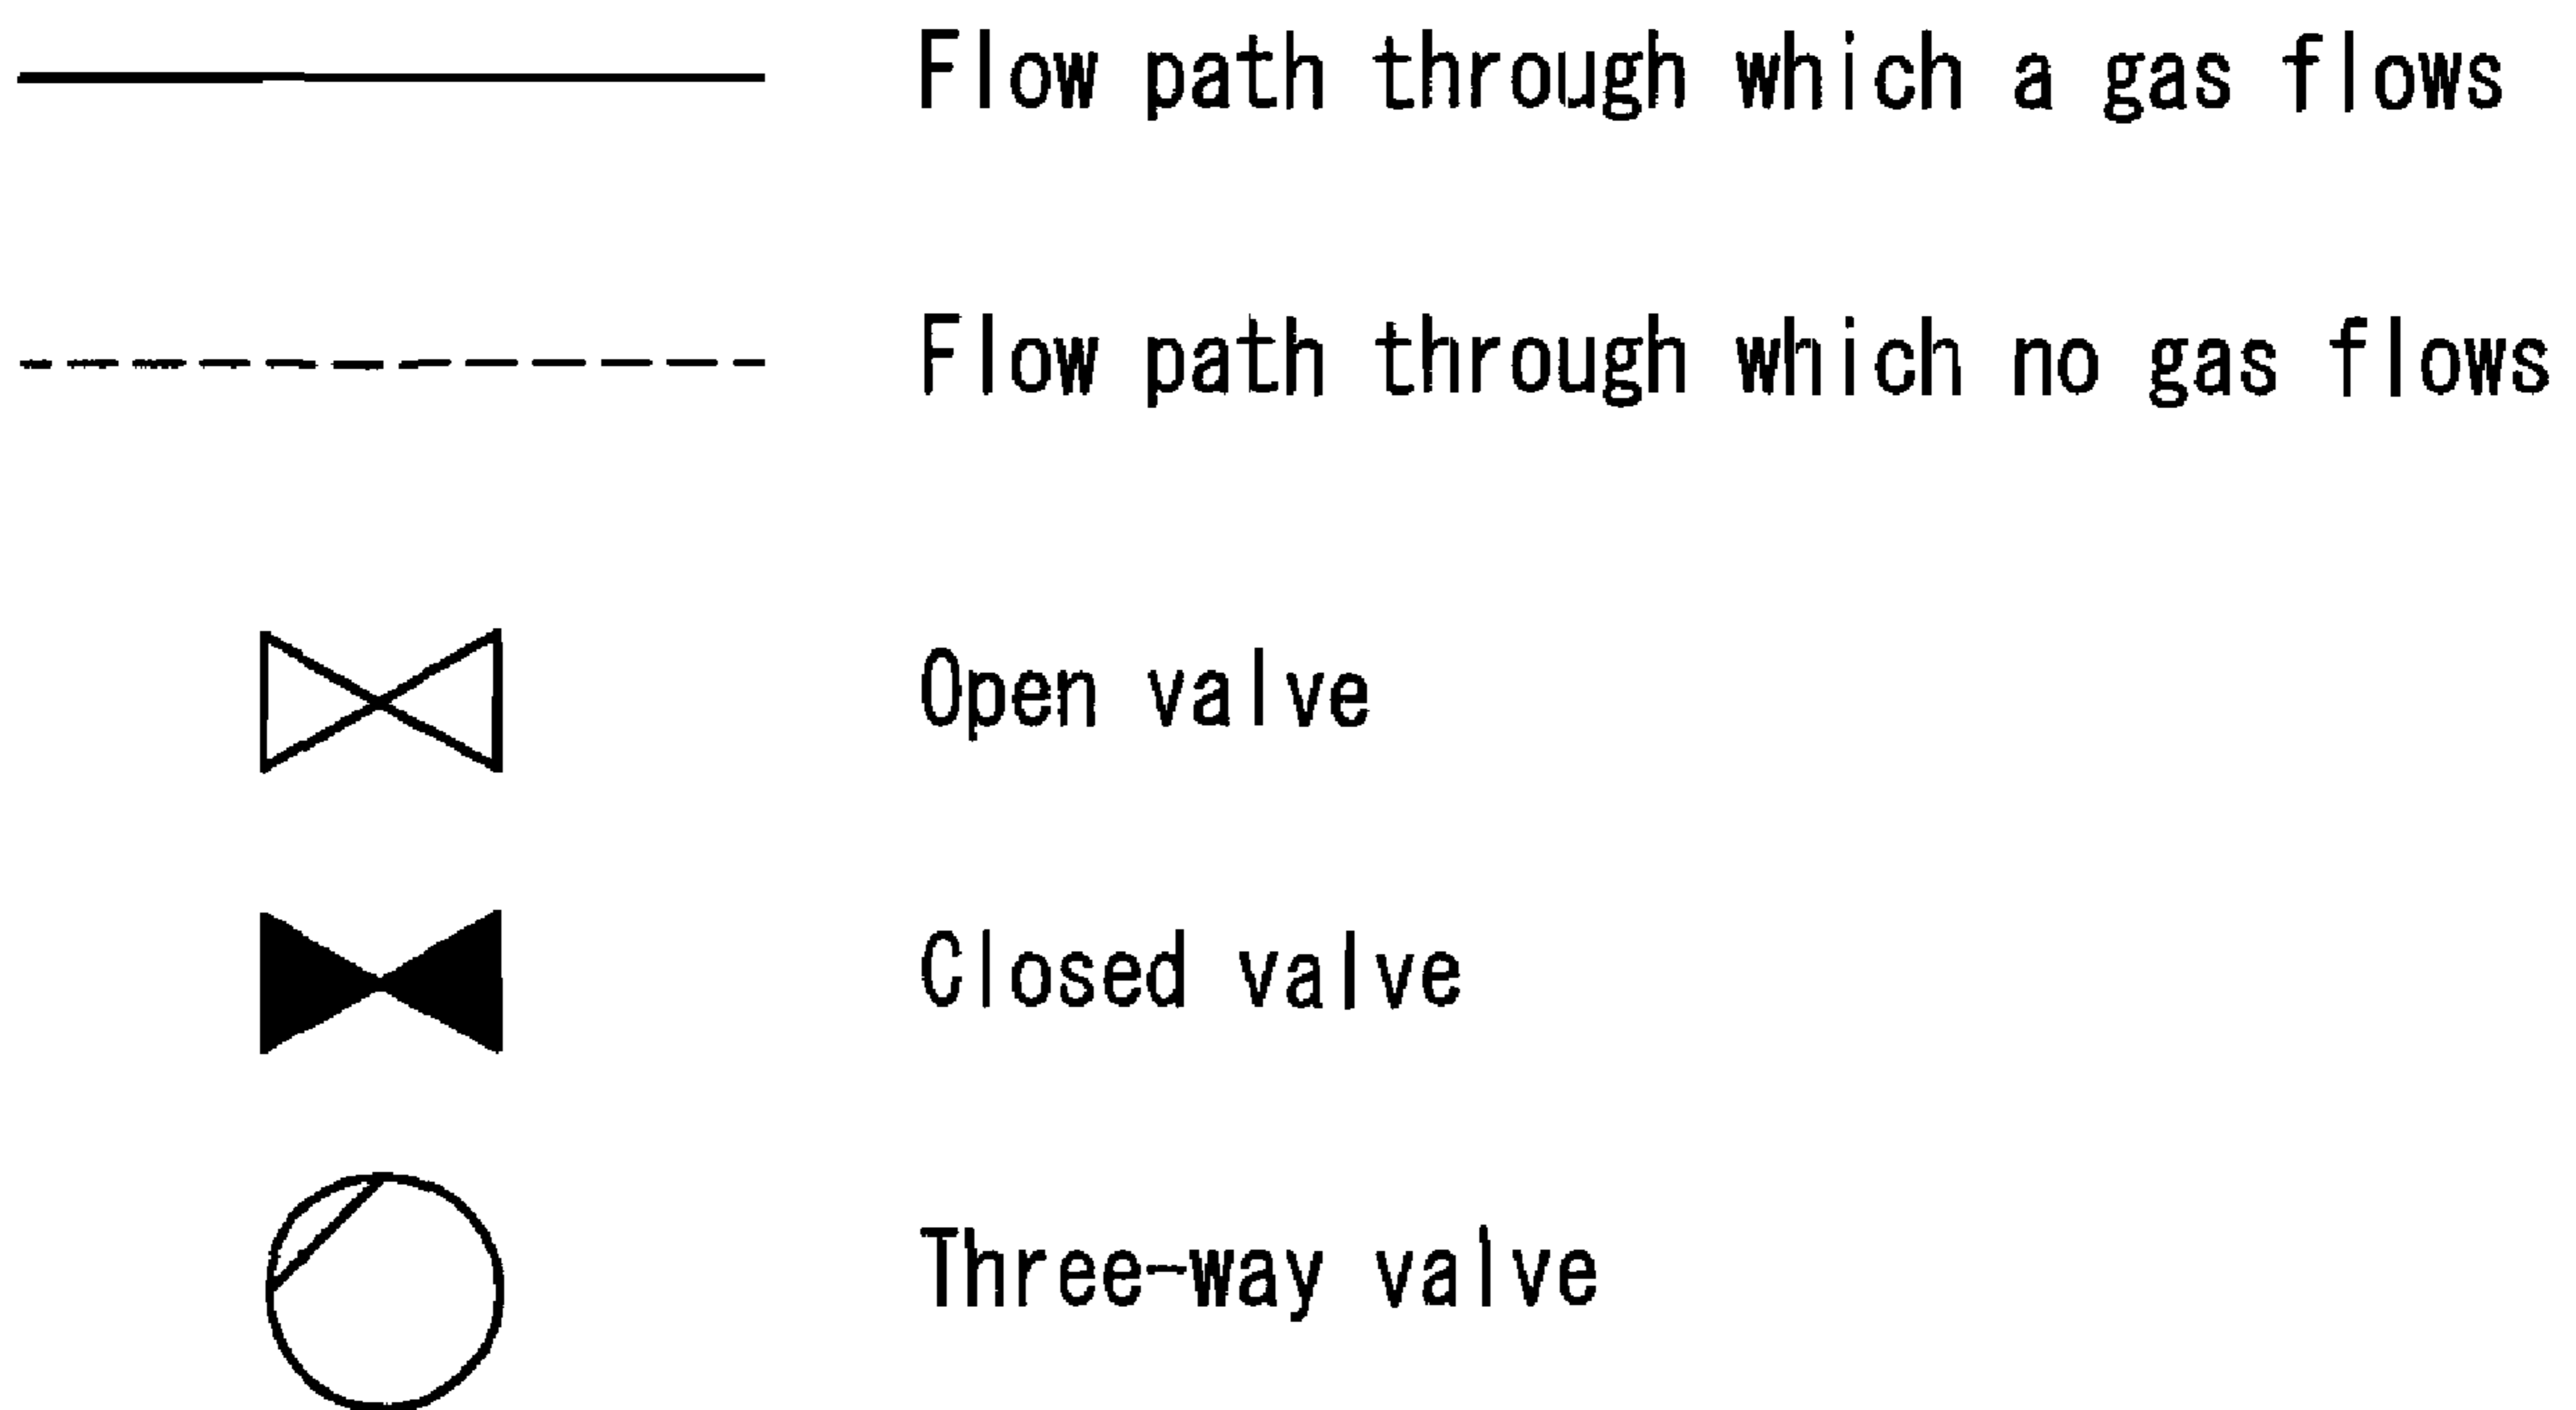 Flow path through which a gas flows
Flow path through which no gas flows
Open valve
Closed valve
Three-way valve